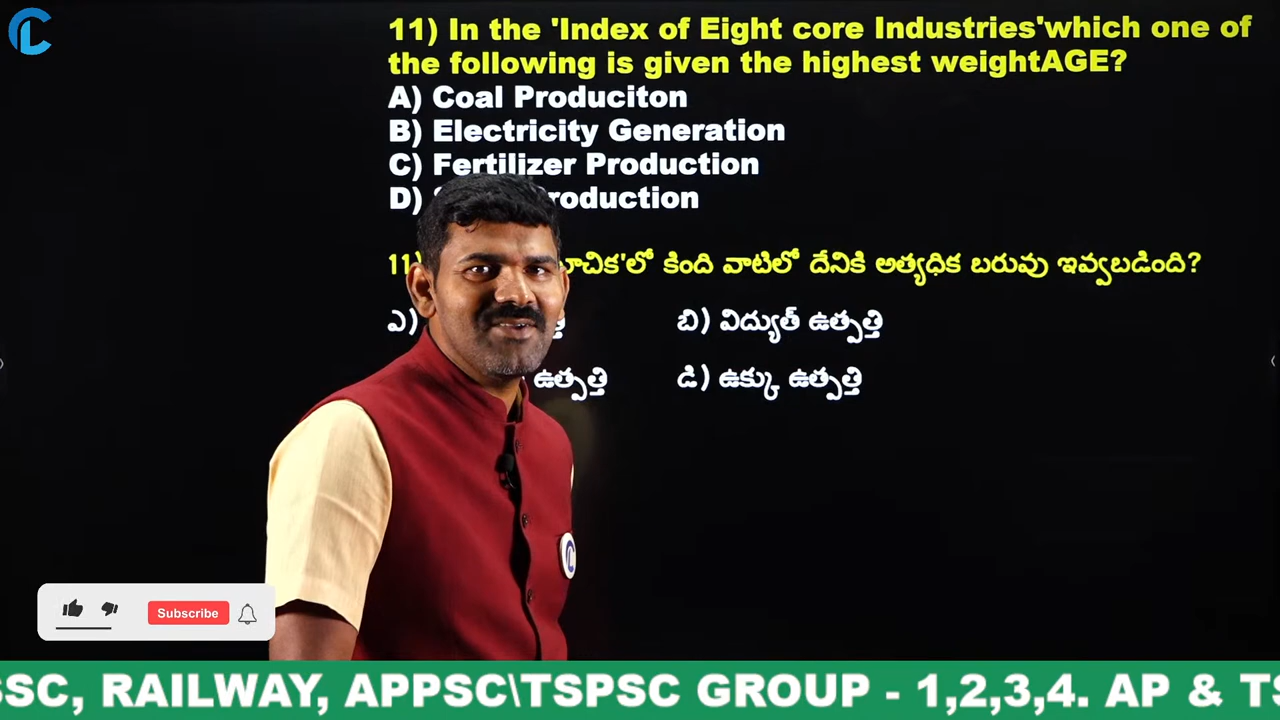 11) In the 'Index of Eight core Industries'which one of
the following is given the highest weightAGE?
A) Coal Produciton
B) Electricity Generation
C) Fertilizer Production
D) roduction
11) లో కింది వాటిలో దేనికి అత్యధిక బరువు ఇవ్వబడింది?
ఎ) బి) విద్యుత్ ఉత్పత్తి
ఉత్పత్తి డి) ఉక్కు ఉత్పత్తి
Subscribe
SSC, RAILWAY, APPSC\TSPSC GROUP - 1,2,3,4. AP & TS